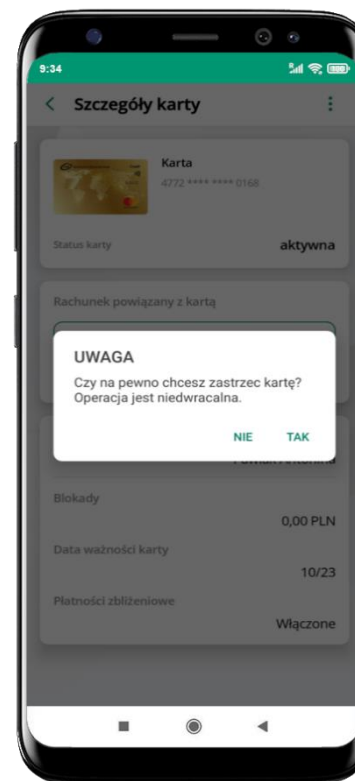 9:34
Szczegóły karty
Karta
4772 **** **** 0168
Status karty
aktywna
Rachunek powiązany z kartą
UWAGA
Czy na pewno chcesz zastrzec kartę?
Operacja jest niedwracalna.
NIE
TAK
Blokady
0,00 PLN
Data ważności karty
10/23
Płatności zbliżeniowe
Włączone